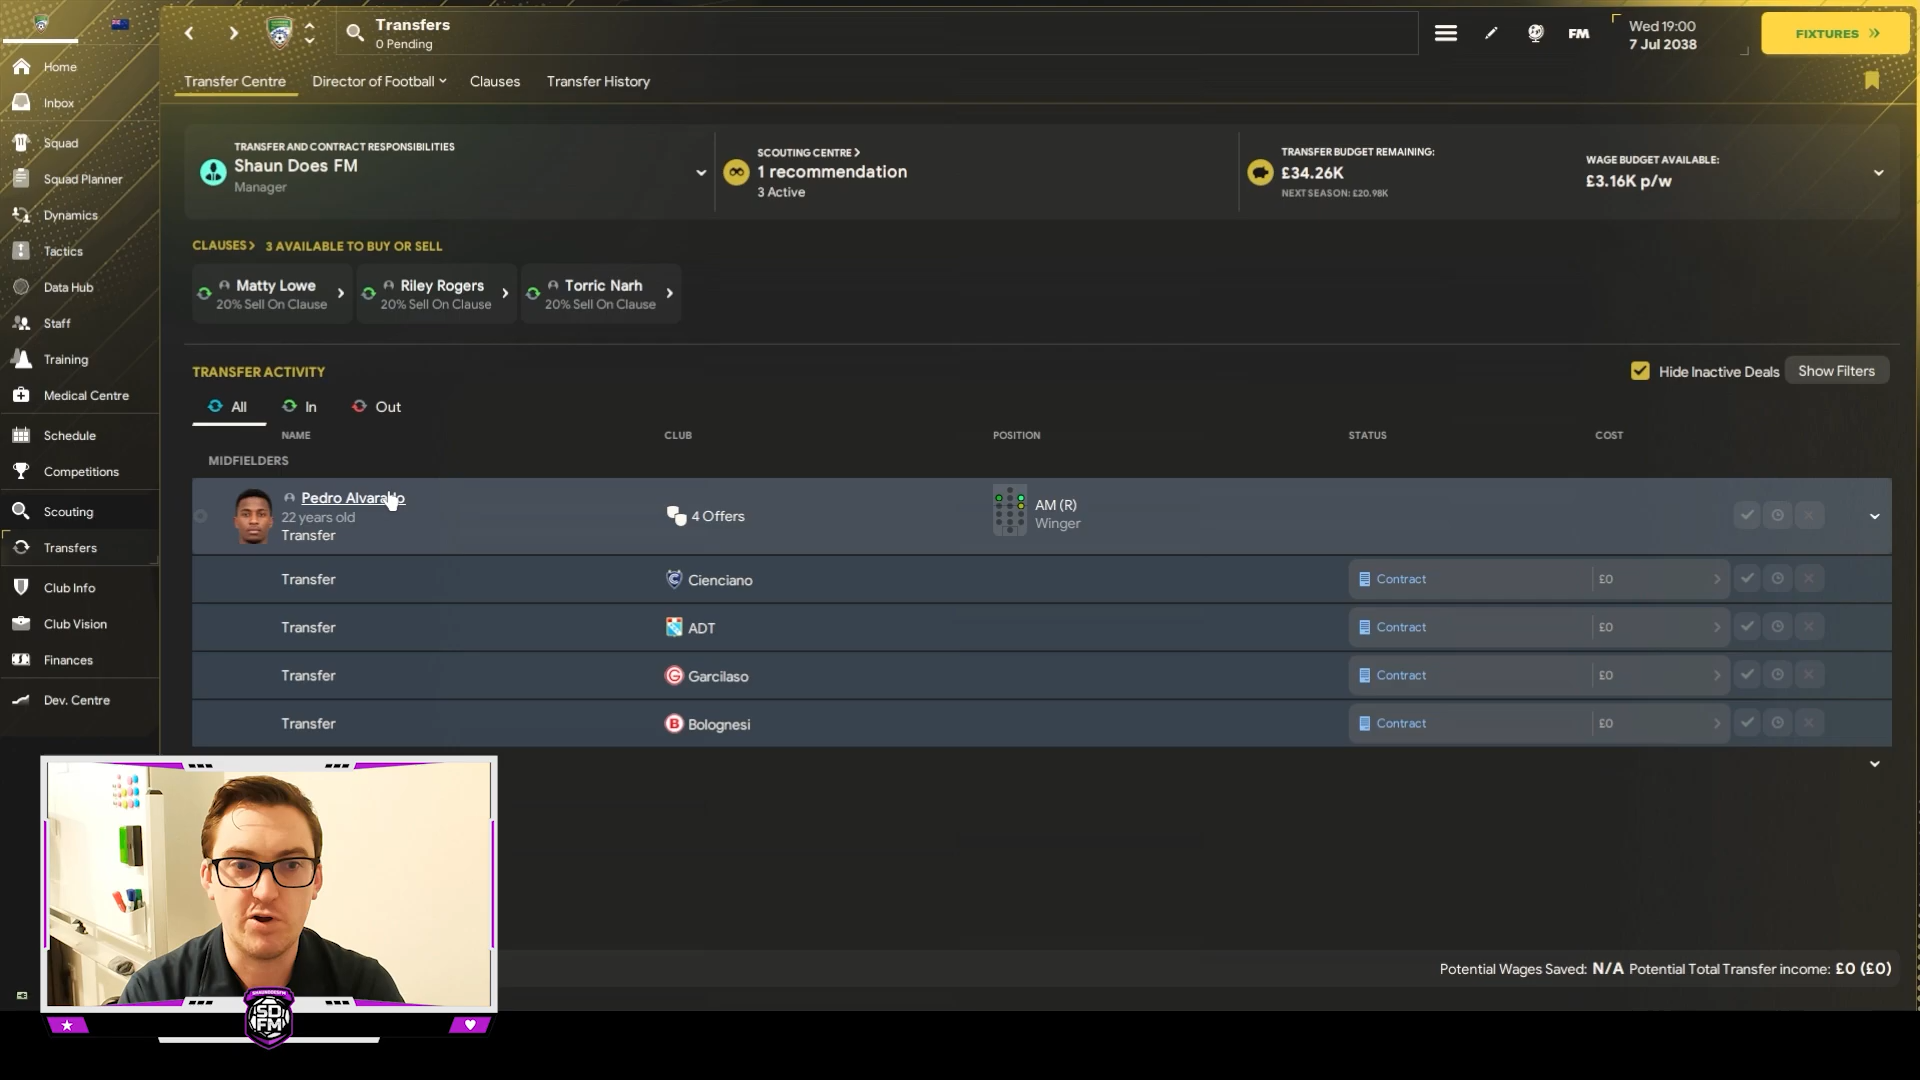 Transfers
0 Pending
FM
Wed 19:00
7 Jul 2038
FIXTURES
Home
Inbox
Squad
Squad Planner
Dynamics
Tactics
Data Hub
Staff
Training
Medical Centre
Schedule
Competitions
Scouting
Transfers
Club Info
Club Vision
Finances
Dev. Centre
Transfer Centre
Director of Football
Clauses
Transfer History
TRANSFER AND CONTRACT RESPONSIBILITIES
Shaun Does FM
Manager
SCOUTING CENTRE >
1 recommendation
3 Active
TRANSFER BUDGET REMAINING:
£34.26K
NEXT SEASON: £20.98K
WAGE BUDGET AVAILABLE:
£3.16K p/w
CLAUSES > 3 AVAILABLE TO BUY OR SELL
Matty Lowe
20% Sell On Clause
Riley Rogers
20% Sell On Clause
Torric Narh
20% Sell On Clause
TRANSFER ACTIVITY
Hide Inactive Deals
Show Filters
All
In
Out
NAME CLUB POSITION STATUS COST
MIDFIELDERS
Pedro
22 years old
Transfer
4 Offers
AM (R)
Winger
Transfer Cienciano Contract £0
Transfer ADT Contract £0
Transfer Garcilaso Contract £0
Transfer Bolognesi Contract £0
Potential Wages Saved: N/A Potential Total Transfer income: £0 (£0)
SHAUNDOESFM
SD
FM